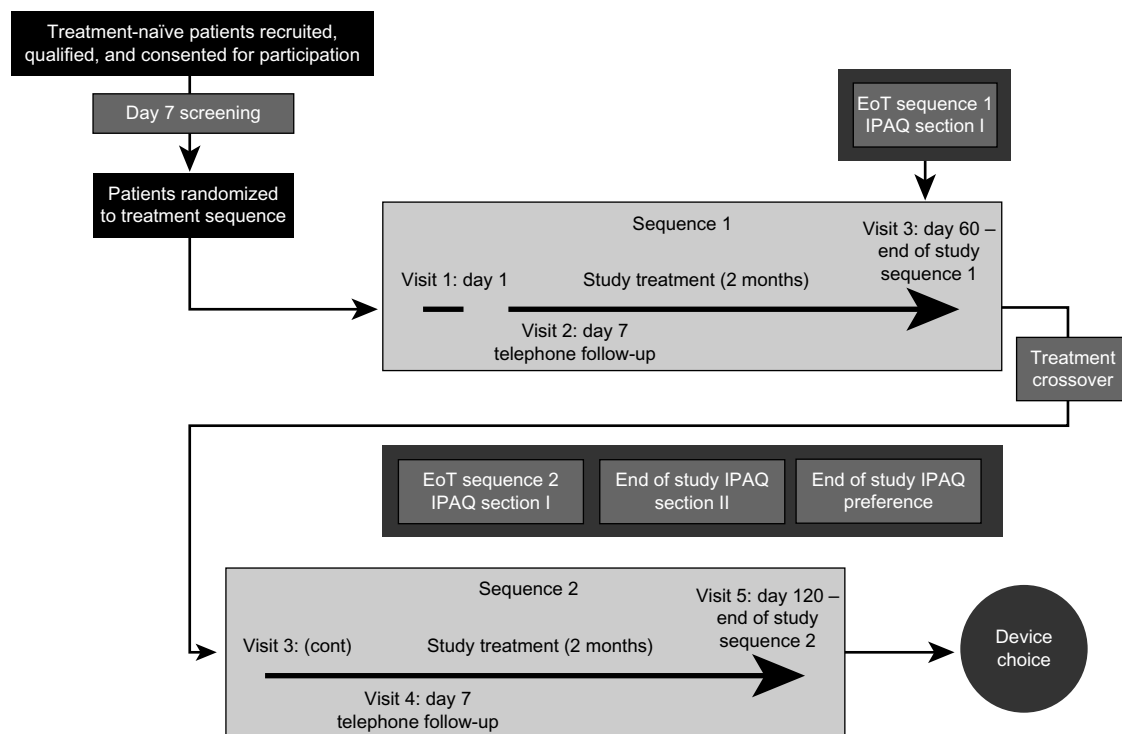 Treatment-naïve patients recruited,
qualified, and consented for participation
Day 7 screening
Patients randomized
to treatment sequence
EoT sequence 1
IPAQ section I
Sequence 1
Visit 3: day 60 –
end of study
sequence 1
Visit 1: day 1
Study treatment (2 months)
Visit 2: day 7
telephone follow-up
Treatment
crossover
EoT sequence 2
IPAQ section I
End of study IPAQ
section II
End of study IPAQ
preference
Sequence 2
Visit 5: day 120 –
end of study
sequence 2
Visit 3: (cont)
Study treatment (2 months)
Visit 4: day 7
telephone follow-up
Device
choice